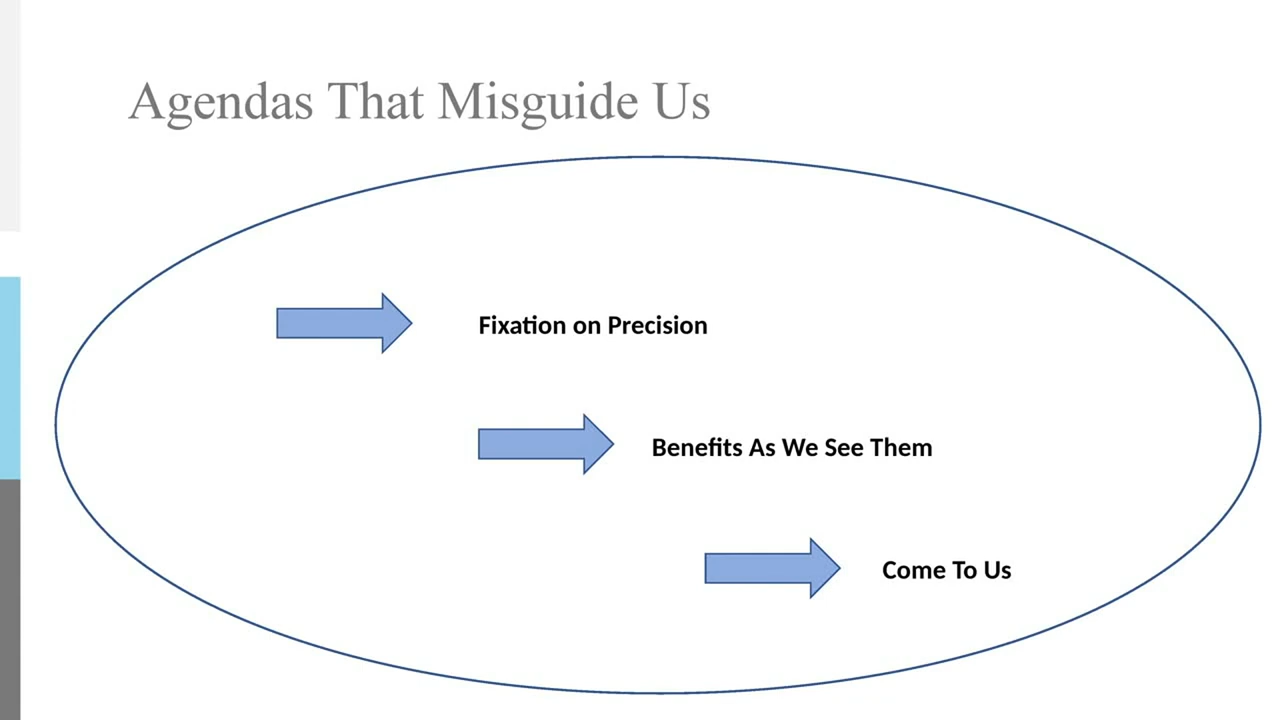 Agendas That Misguide Us
Fixation on Precision
Benefits As We See Them
Come To Us